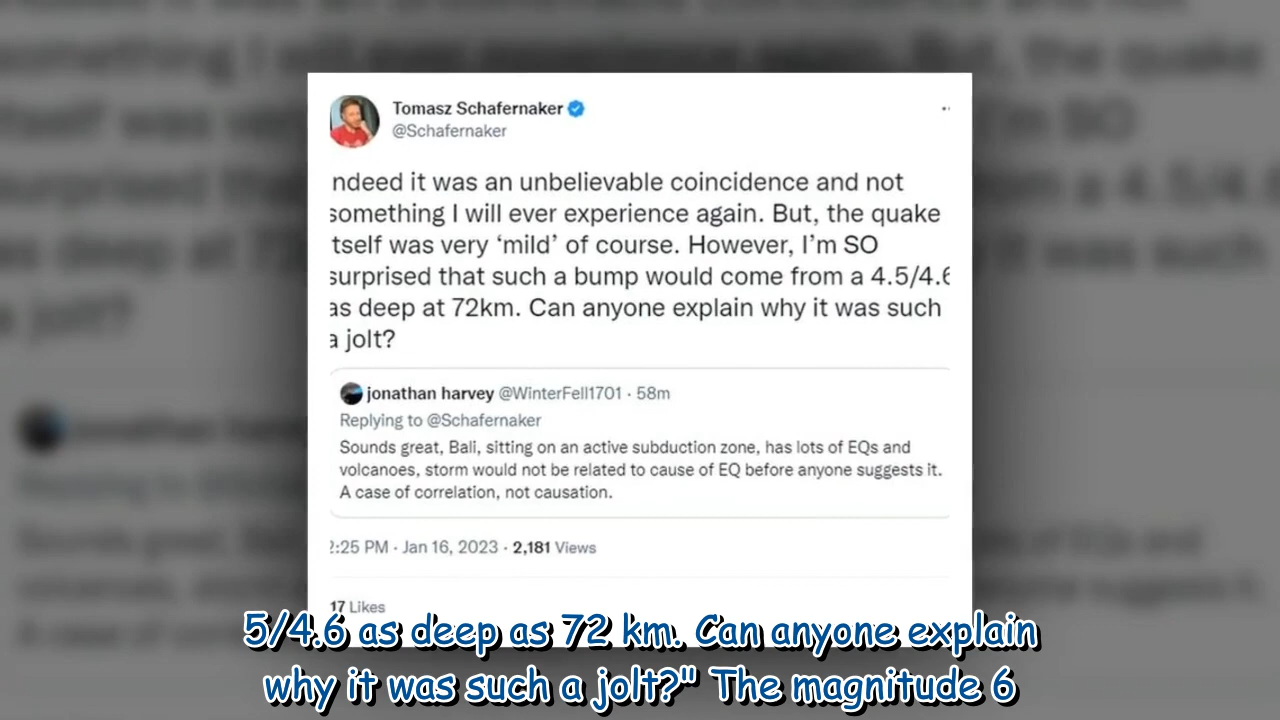 Tomasz Schafernaker
@Schafernaker
ndeed it was an unbelievable coincidence and not
something I will ever experience again. But, the quake
tself was very ‘mild’ of course. However, I’m SO
surprised that such a bump would come from a 4.5/4.6
as deep at 72km. Can anyone explain why it was such
a jolt?
jonathan harvey @WinterFell1701 · 58m
Replying to @Schafernaker
Sounds great, Bali, sitting on an active subduction zone, has lots of EQs and
volcanoes, storm would not be related to cause of EQ before anyone suggests it.
A case of correlation, not causation.
2:25 PM · Jan 16, 2023 · 2,181 Views
17 Likes
5/4.6 as deep as 72 km. Can anyone explain
why it was such a jolt?" The magnitude 6